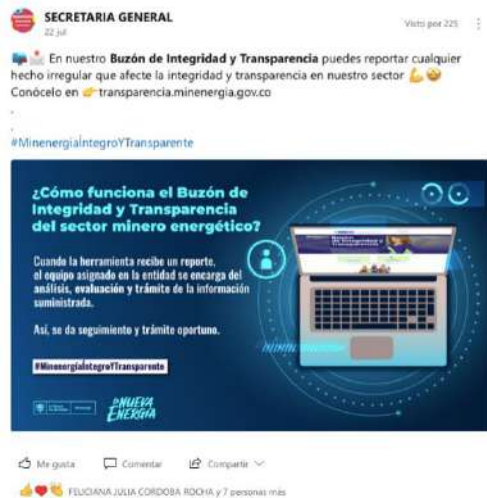 SECRETARIA GENERAL
22 jul
Visto por 225
En nuestro Buzón de Integridad y Transparencia puedes reportar cualquier
hecho irregular que afecte la integridad y transparencia en nuestro sector
Conócelo en 👉 transparencia.minenergia.gov.co
.
.
#MinenergiaÍntegroYTransparente
¿Cómo funciona el Buzón de
Integridad y Transparencia
del sector minero energético?
Cuando la herramienta recibe un reporte,
el equipo asignado en la entidad se encarga del
análisis, evaluación y trámite de la información
suministrada.
Así, se da seguimiento y trámite oportuno.
#MinenergíaIntegroYTransparente
LA NUEVA
ENERGÍA
Me gusta
Comentar
Compartir
FELICIANA JULIA CORDOBA ROCHA y 7 personas más